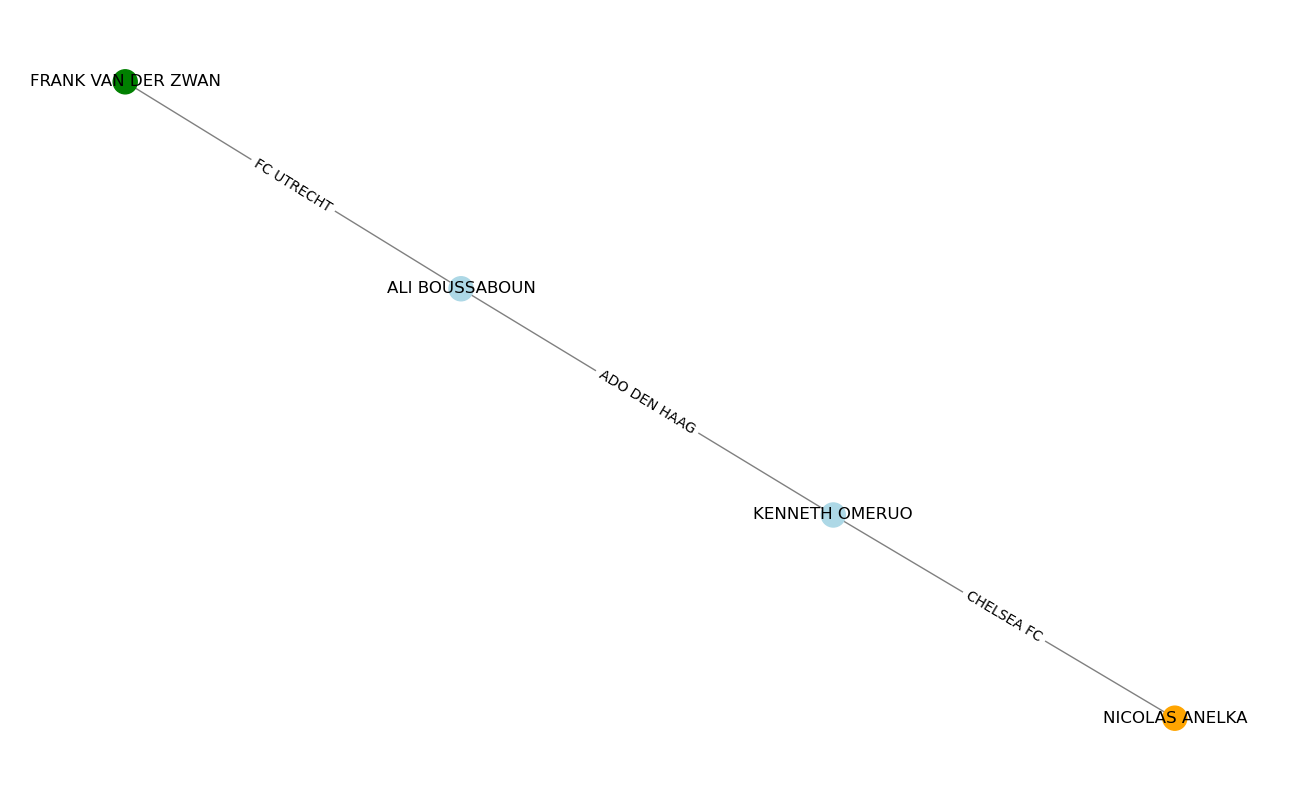 FRANK VAN DER ZWAN
FC UTRECHT
ALI BOUSSABOUN
ADO DEN HAAG
KENNETH OMERUO
CHELSEA FC
NICOLAS ANELKA